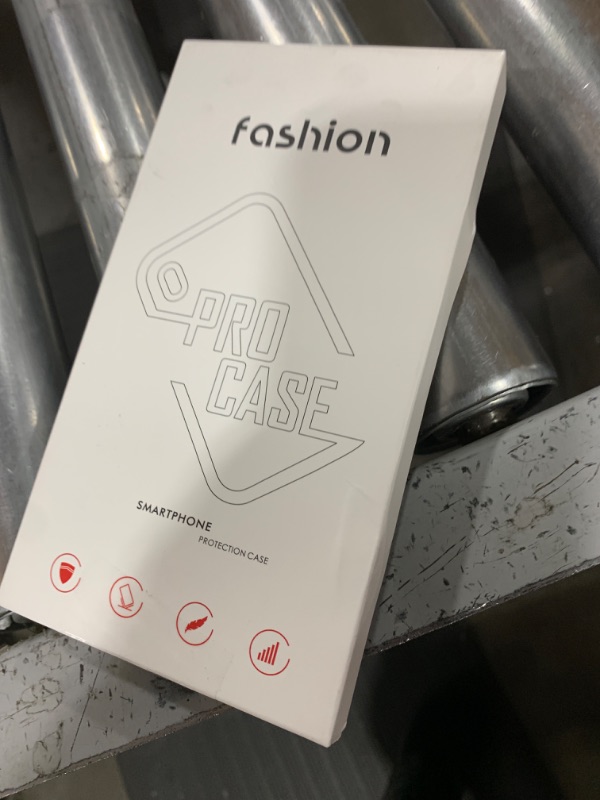 fashion
PRO
CASE
SMARTPHONE
PROTECTION CASE